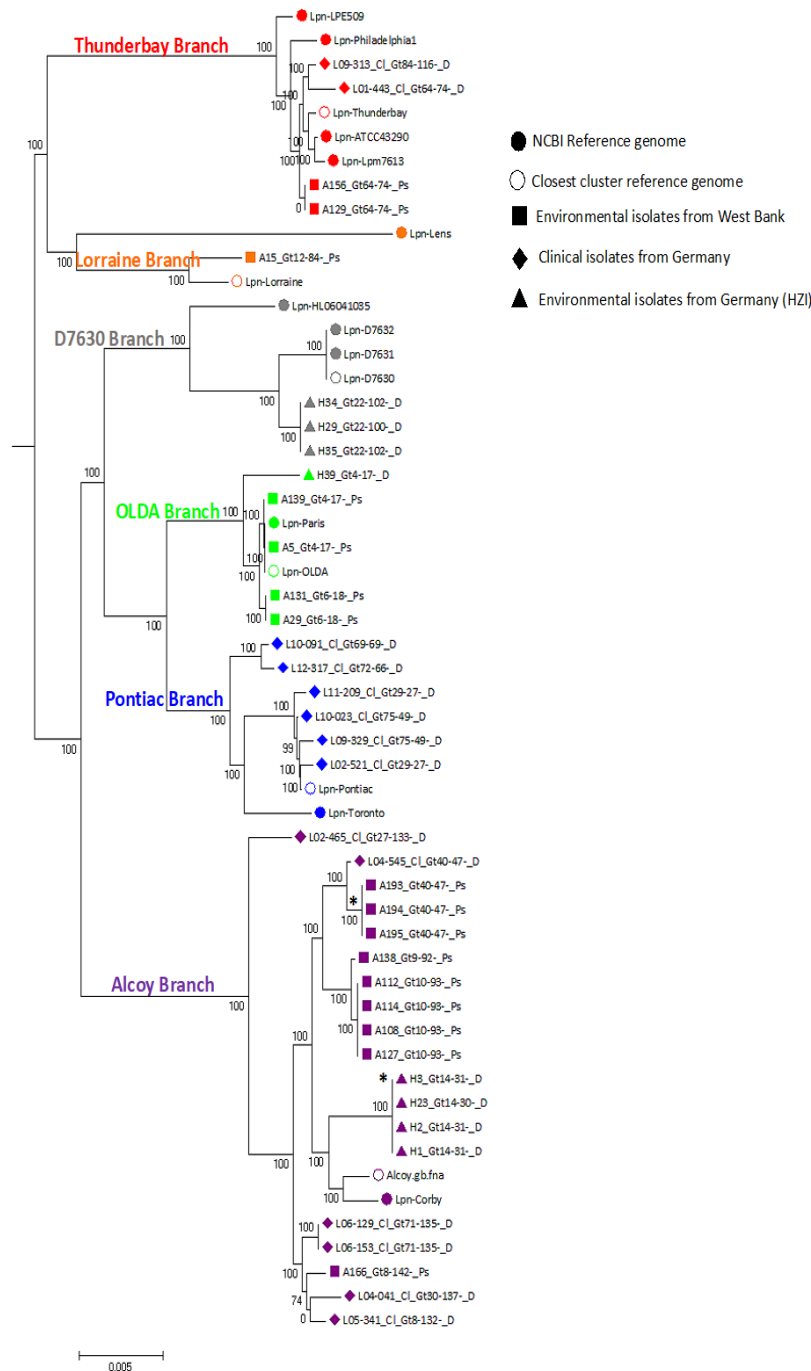 Lpn-LPE509
Thunderbay Branch
100
Lpn-Philadelphia1
L09-313_Cl_Gt84-116-_D
100
L01-443_Cl_Gt64-74-_D
100
100
Lpn-Thunderbay
Lpn-ATCC43290
100
100
100
Lpn-Lpm7613
A156_Gt64-74-_Ps
0
A129_Gt64-74-_Ps
NCBI Reference genome
Closest cluster reference genome
Environmental isolates from West Bank
Clinical isolates from Germany
Environmental isolates from Germany (HZI)
Lpn-Lens
Lorraine Branch
A15_Gt12-84-_Ps
100
100
Lpn-Lorraine
Lpn-HL06041035
D7630 Branch
100
Lpn-D7632
100
Lpn-D7631
Lpn-D7630
100
H34_Gt22-102-_D
H29_Gt22-100-_D
H35_Gt22-102-_D
100
H39_Gt4-17-_D
OLDA Branch
100
A139_Gt4-17-_Ps
100
Lpn-Paris
A5_Gt4-17-_Ps
100
Lpn-OLDA
A131_Gt6-18-_Ps
100
A29_Gt6-18-_Ps
100
L10-091_Cl_Gt69-69-_D
100
L12-317_Cl_Gt72-66-_D
Pontiac Branch
100
L11-209_Cl_Gt29-27-_D
100
L10-023_Cl_Gt75-49-_D
99
L09-329_Cl_Gt75-49-_D
100
L02-521_Cl_Gt29-27-_D
100
Lpn-Pontiac
100
Lpn-Toronto
100
L02-465_Cl_Gt27-133-_D
L04-545_Cl_Gt40-47-_D
100
A193_Gt40-47-_Ps
*
A194_Gt40-47-_Ps
100
A195_Gt40-47-_Ps
100
A138_Gt9-92-_Ps
100
A112_Gt10-93-_Ps
A114_Gt10-93-_Ps
100
A108_Gt10-93-_Ps
A127_Gt10-93-_Ps
Alcoy Branch
100
*
H3_Gt14-31-_D
100
H23_Gt14-30-_D
H2_Gt14-31-_D
100
H1_Gt14-31-_D
100
Alcoy.gb.fna
100
Lpn-Corby
L06-129_Cl_Gt71-135-_D
100
L06-153_Cl_Gt71-135-_D
100
A166_Gt8-142-_Ps
L04-041_Cl_Gt30-137-_D
74
0
L05-341_Cl_Gt8-132-_D
0.005